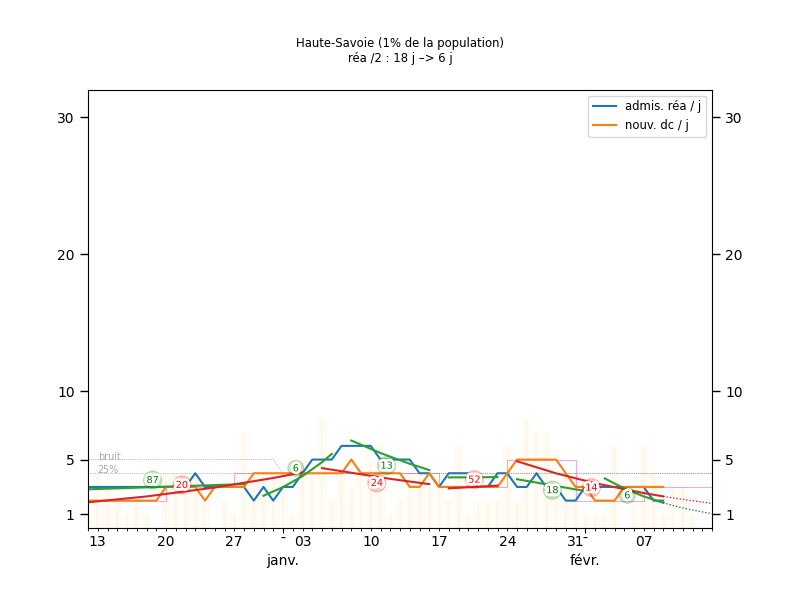 Haute-Savoie (1% de la population)
réa /2 : 18 j –> 6 j
admis. réa / j
nouv. dc / j
30 30
20 20
10 10
5 5
1 1
bruit
25%
87 20 6 24 13 52 18 14 6
13 20 27 - 03 10 17 24 31 - 07
janv. févr.